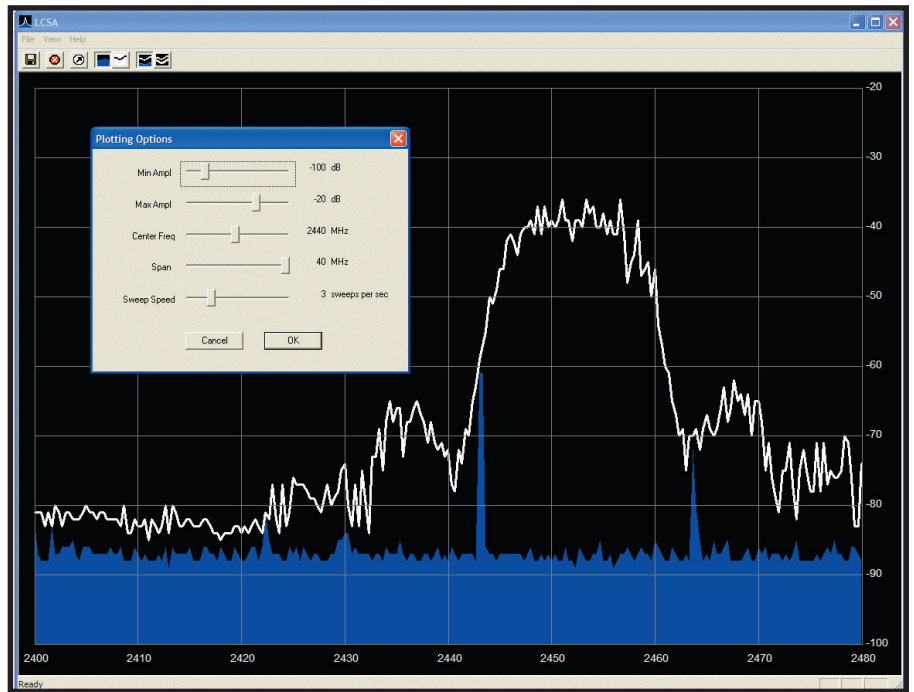 LCSA
File View Help
Plotting Options
Min Ampl -100 dB
Max Ampl -20 dB
Center Freq 2440 MHz
Span 40 MHz
Sweep Speed 3 sweeps per sec
Cancel OK
-20
-30
-40
-50
-60
-70
-80
-90
-100
2400 2410 2420 2430 2440 2450 2460 2470 2480
Ready